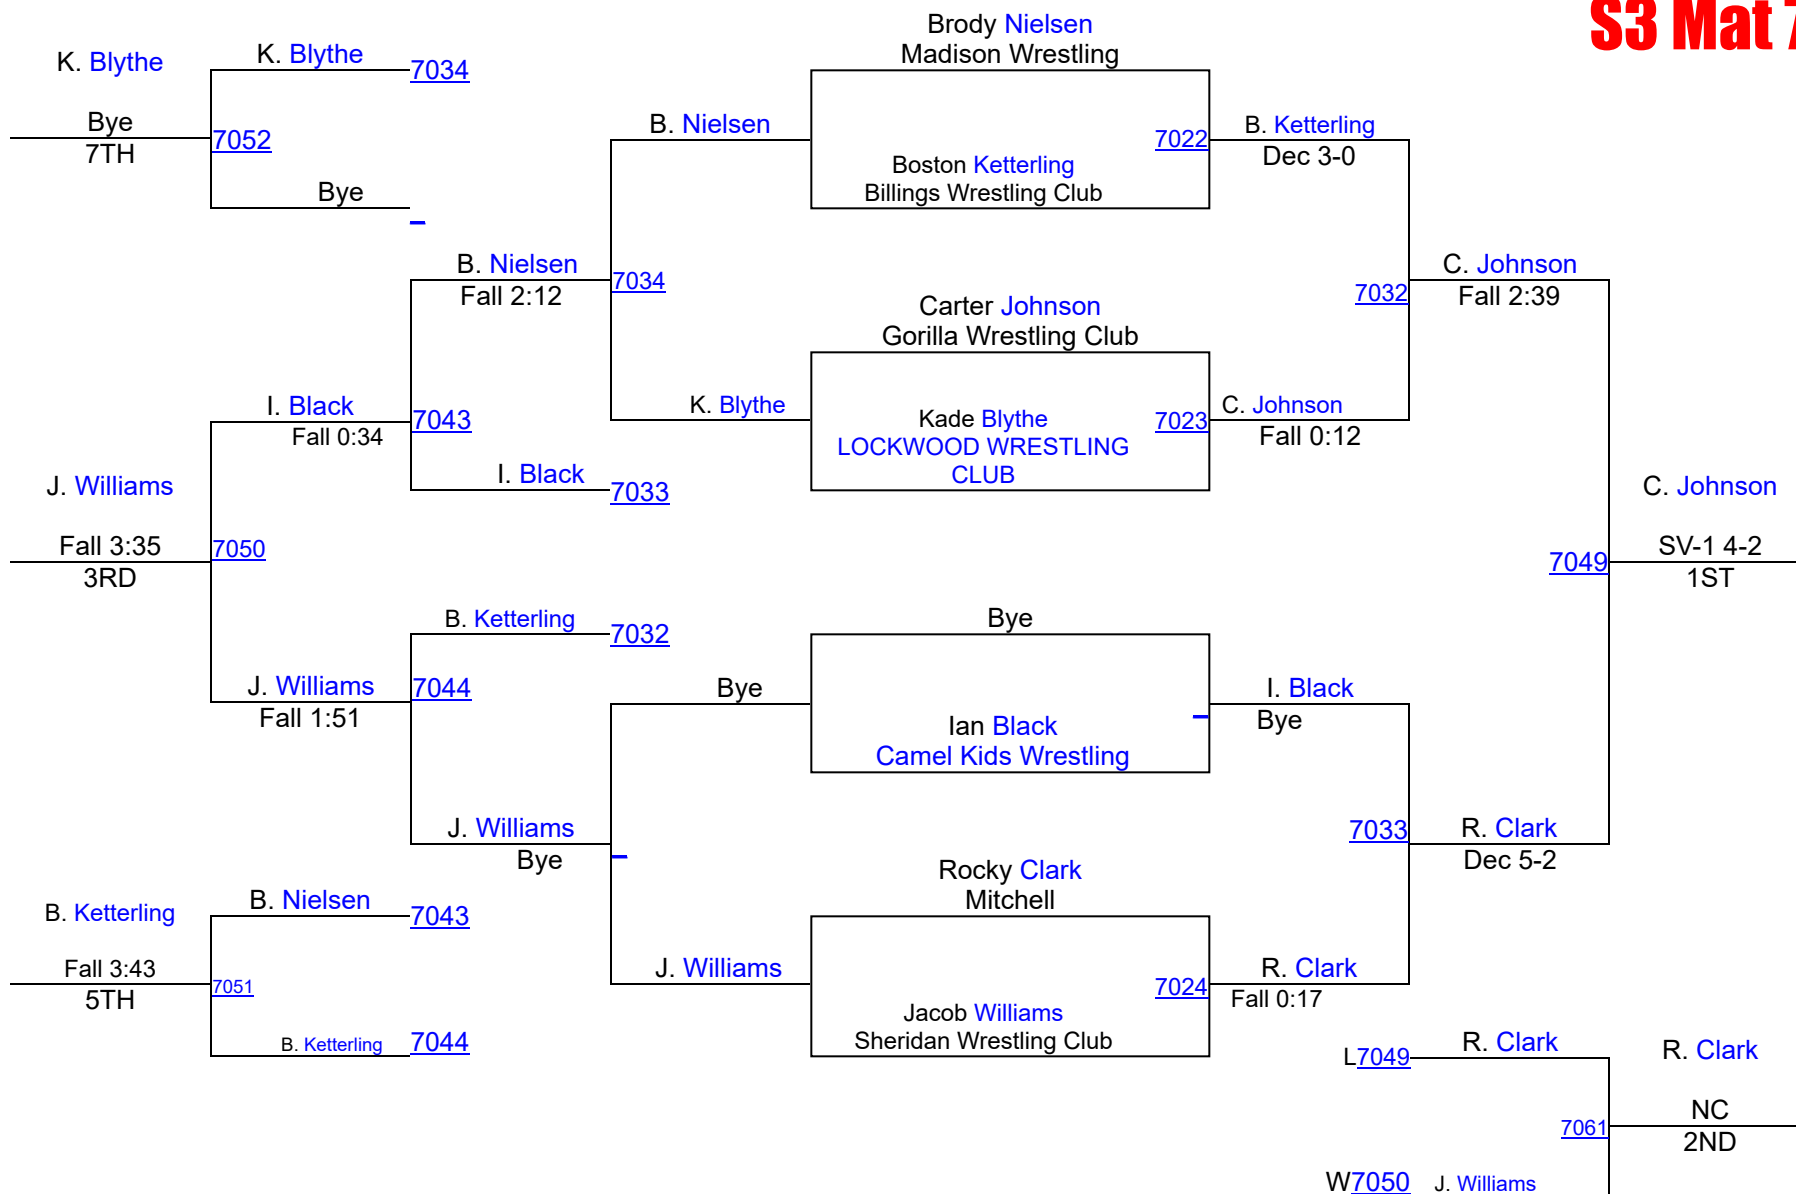 S3 Mat 7
Brody Nielsen
Madison Wrestling
K. Blythe
K. Blythe
7034
Bye
7TH
7052
Bye
B. Nielsen
7022
Boston Ketterling
Billings Wrestling Club
B. Ketterling
Dec 3-0
B. Nielsen
Fall 2:12
7034
Carter Johnson
Gorilla Wrestling Club
7032
C. Johnson
Fall 2:39
I. Black
Fall 0:34
7043
K. Blythe
Kade Blythe
LOCKWOOD WRESTLING
CLUB
7023
C. Johnson
Fall 0:12
I. Black
7033
J. Williams
Fall 3:35
3RD
7050
C. Johnson
7049
SV-1 4-2
1ST
B. Ketterling
7032
Bye
J. Williams
Fall 1:51
7044
Bye
Ian Black
Camel Kids Wrestling
I. Black
Bye
J. Williams
Bye
7033
R. Clark
Dec 5-2
Rocky Clark
Mitchell
B. Ketterling
B. Nielsen
7043
Fall 3:43
5TH
7051
B. Ketterling
7044
J. Williams
Jacob Williams
Sheridan Wrestling Club
7024
R. Clark
Fall 0:17
L7049
R. Clark
R. Clark
7061
NC
2ND
W7050
J. Williams